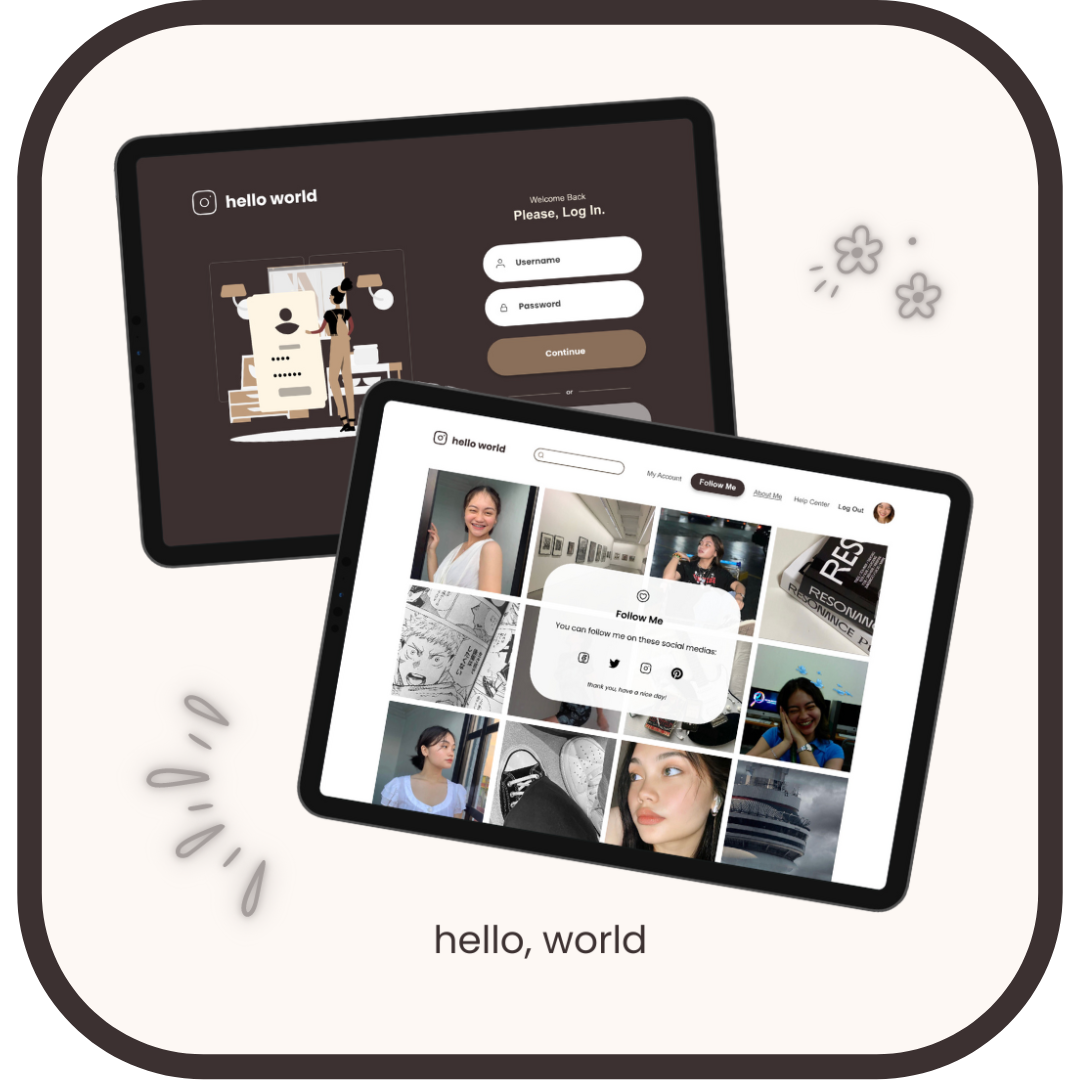 hello world
Welcome Back
Please, Log In.
Username
Password
Continue
or
hello world
My Account
Follow Me
About Me
Help Center
Log Out
RES
RESONANC
RESONANCE P
Follow Me
You can follow me on these social medias:
Thank you, have a nice day!
hello, world